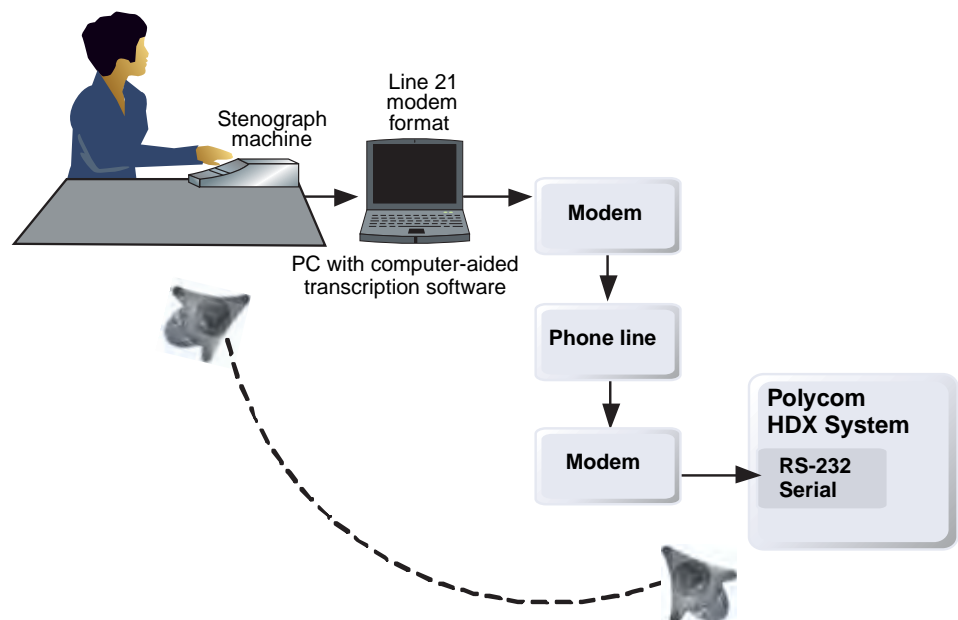 Stenograph
machine
Line 21
modem
format
PC with computer-aided
transcription software
Modem
Phone line
Modem
Polycom
HDX System
RS-232
Serial